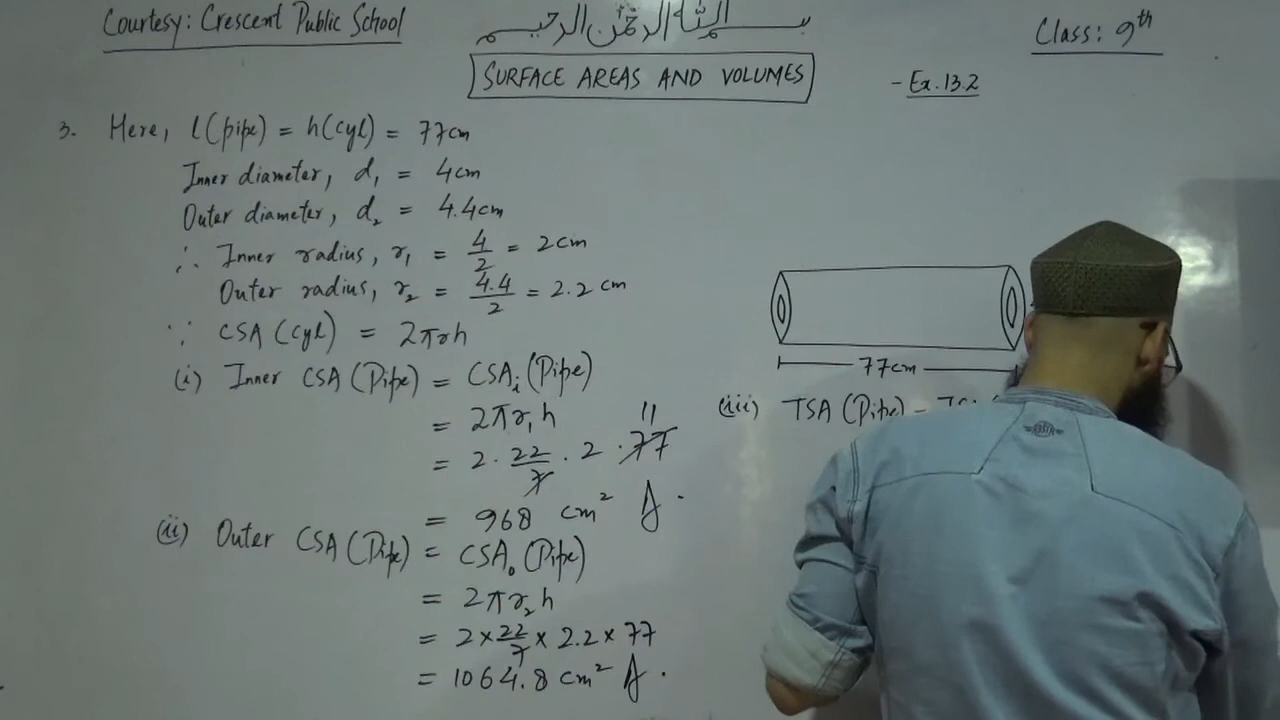 Courtesy: Crescent Public School
بسم الله الرحمن الرحيم
Class: 9th
SURFACE AREAS AND VOLUMES
- Ex. 13.2
3. Here, l(pipe) = h(cyl) = 77cm
Inner diameter, d₁ = 4cm
Outer diameter, d₂ = 4.4cm
∴ Inner radius, r₁ = 4/2 = 2cm
Outer radius, r₂ = 4.4/2 = 2.2 cm
∵ CSA (cyl) = 2πrh
(i) Inner CSA (Pipe) = CSAᵢ (Pipe)
= 2πr₁h
11
= 2 · 22/7 · 2 · 77
= 968 cm² A.
(ii) Outer CSA (Pipe) = CSA₀ (Pipe)
= 2πr₂h
= 2 × 22/7 × 2.2 × 77
= 1064.8 cm² A.
77cm
(iii) TSA (Pipe) =